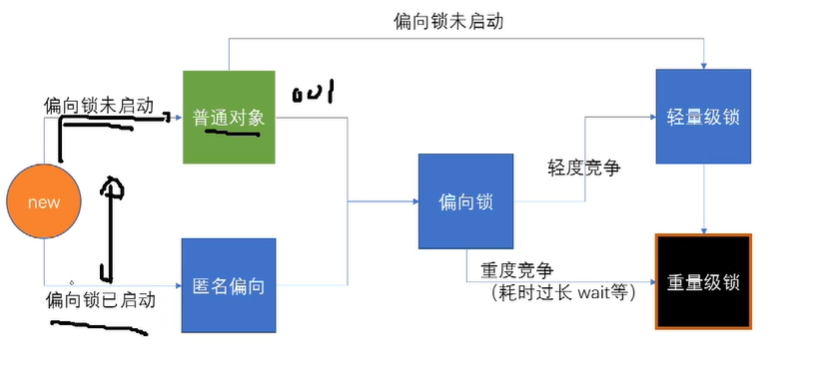 偏向锁未启动
偏向锁未启动
普通对象
001
轻量级锁
轻度竞争
new
偏向锁
重度竞争
（耗时过长 wait等）
匿名偏向
重量级锁
偏向锁已启动